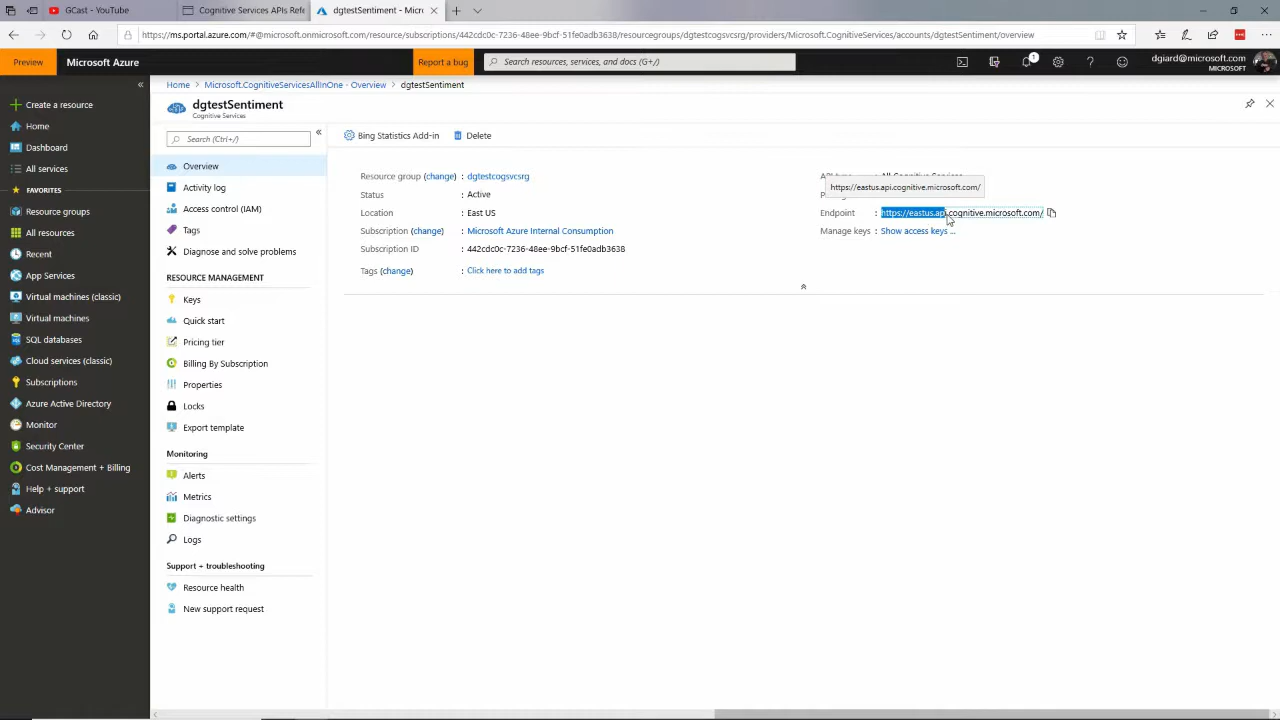 GCast - YouTube
Cognitive Services APIs Refe
dgtestSentiment - Micros
https://ms.portal.azure.com/#@microsoft.onmicrosoft.com/resource/subscriptions/442cdc0c-7236-48ee-9bcf-51fe0adb3638/resourcegroups/dgtestcogsvcsrg/providers/Microsoft.CognitiveServices/accounts/dgtestSentiment/overview
Preview
Microsoft Azure
Report a bug
Search resources, services, and docs (G+/)
1
dgiard@microsoft.com
MICROSOFT
Home > Microsoft.CognitiveServicesAllInOne - Overview > dgtestSentiment
dgtestSentiment
Cognitive Services
Create a resource
Home
Dashboard
All services
FAVORITES
Resource groups
All resources
Recent
App Services
Virtual machines (classic)
Virtual machines
SQL databases
Cloud services (classic)
Subscriptions
Azure Active Directory
Monitor
Security Center
Cost Management + Billing
Help + support
Advisor
Search (Ctrl+/)
Overview
Activity log
Access control (IAM)
Tags
Diagnose and solve problems
RESOURCE MANAGEMENT
Keys
Quick start
Pricing tier
Billing By Subscription
Properties
Locks
Export template
Monitoring
Alerts
Metrics
Diagnostic settings
Logs
Support + troubleshooting
Resource health
New support request
Bing Statistics Add-in
Delete
Resource group (change) : dgtestcogsvcsrg
Status : Active
Location : East US
Subscription (change) : Microsoft Azure Internal Consumption
Subscription ID : 442cdc0c-7236-48ee-9bcf-51fe0adb3638
Tags (change) : Click here to add tags
https://eastus.api.cognitive.microsoft.com/
Endpoint : https://eastus.api.cognitive.microsoft.com/
Manage keys : Show access keys ...